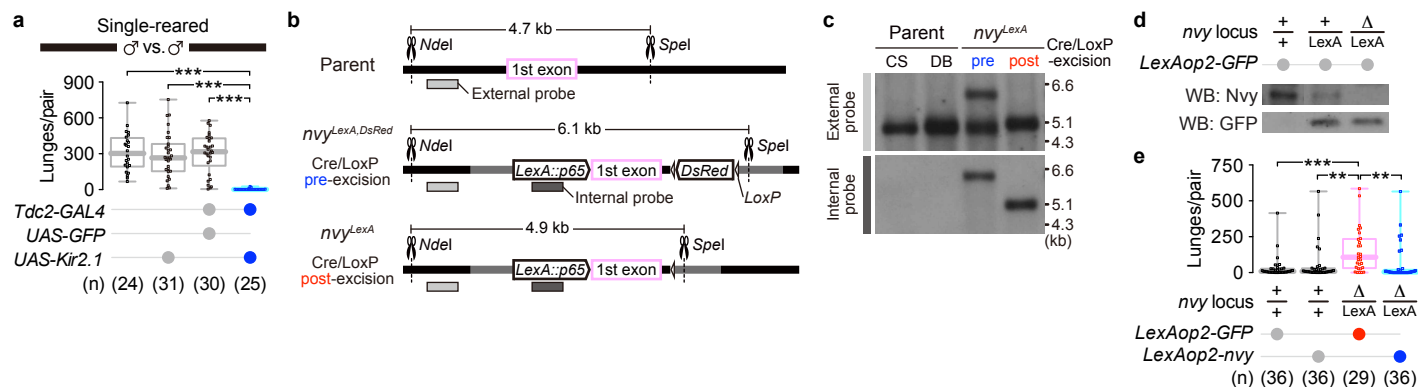 a
Single-reared
♂ vs. ♂
***
***
***
Lunges/pair
900
600
300
0
Tdc2-GAL4
UAS-GFP
UAS-Kir2.1
(n) (24) (31) (30) (25)
b
4.7 kb
NdeI SpeI
Parent
1st exon
External probe
6.1 kb
nvyLexA,DsRed
NdeI SpeI
Cre/LoxP
pre-excision
LexA::p65 1st exon DsRed
Internal probe LoxP
4.9 kb
nvyLexA
NdeI SpeI
Cre/LoxP
post-excision
LexA::p65 1st exon
c
Parent nvyLexA
CS DB pre post
Cre/LoxP
-excision
External probe
6.6
5.1
4.3
Internal probe
6.6
5.1
4.3
(kb)
d
nvy locus
+/+ +/LexA Δ/LexA
LexAop2-GFP
WB: Nvy
WB: GFP
e
***
** **
Lunges/pair
750
500
250
0
nvy locus
+/+ +/+ Δ/LexA Δ/LexA
LexAop2-GFP
LexAop2-nvy
(n) (36) (36) (29) (36)